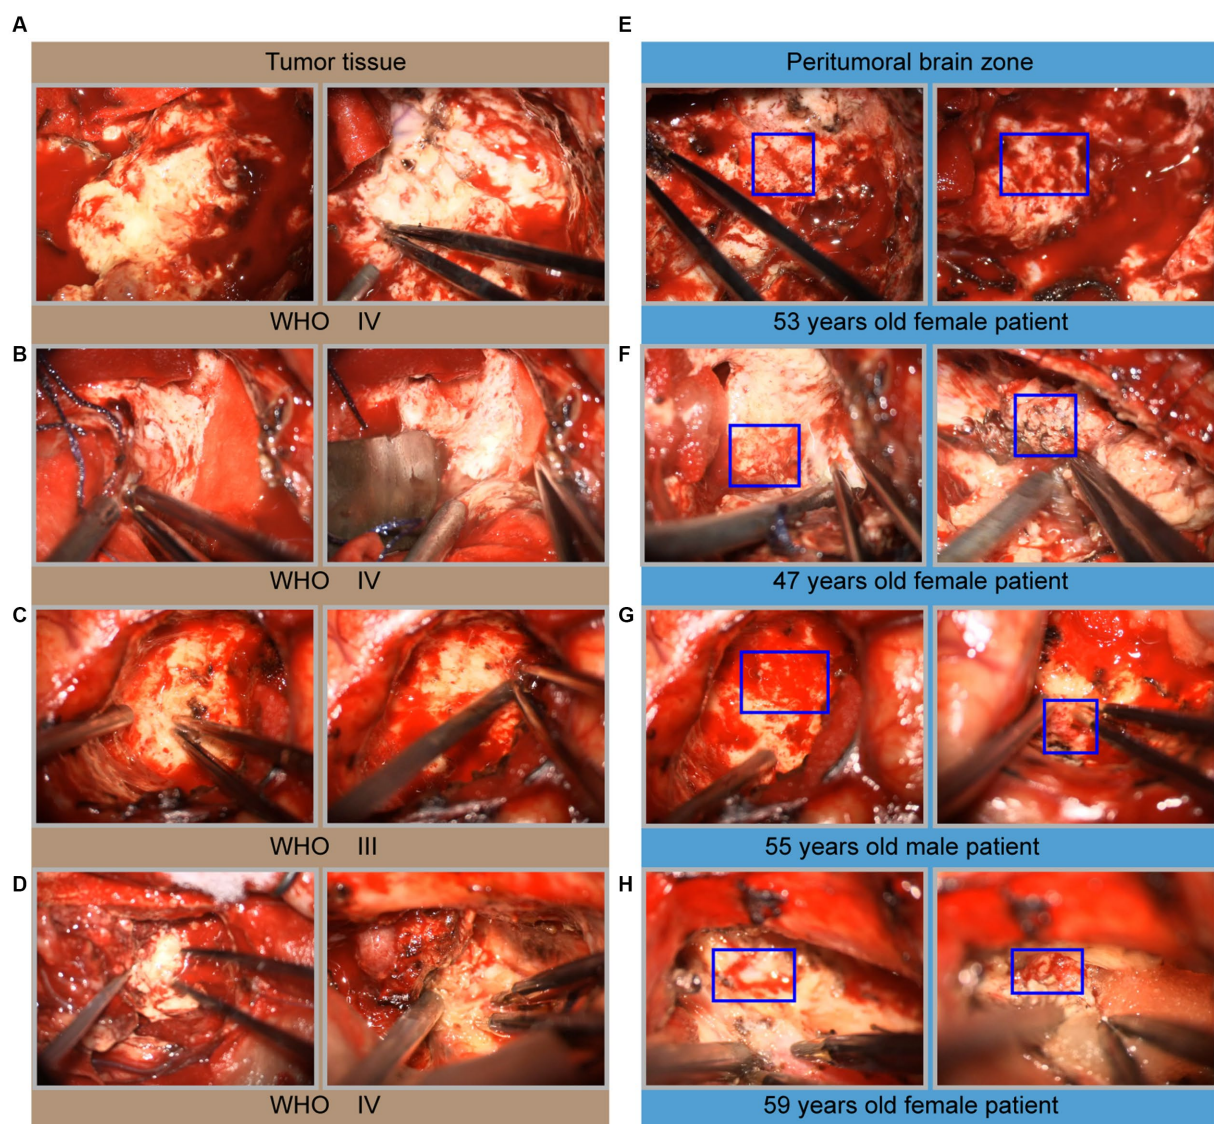 A
E
Tumor tissue
Peritumoral brain zone
WHO IV
53 years old female patient
B
F
WHO IV
47 years old female patient
C
G
WHO III
55 years old male patient
D
H
WHO IV
59 years old female patient